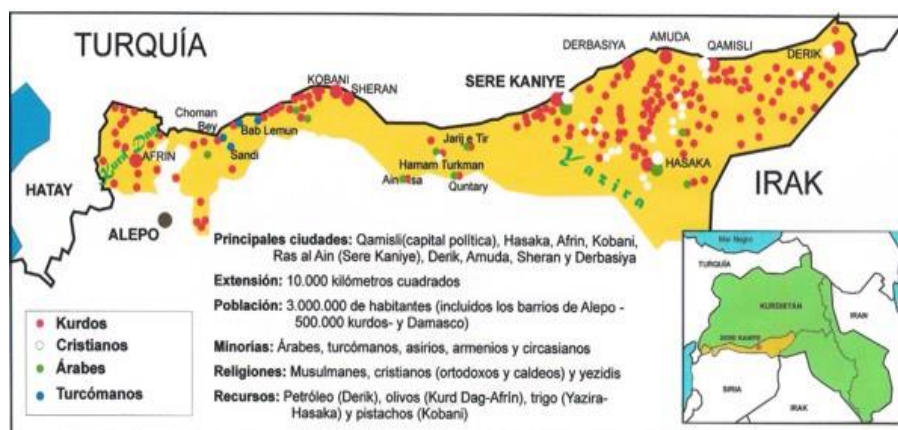 TURQUÍA
DERBASIYA
AMUDA
QAMISLI
DERIK
KOBANI
SHERAN
SERE KANIYE
Choman Bey
Bab Lemun
Sandi
Kurd Dag
AFRIN
Jarij e Tir
Hamam Turkman
Quntary
Yazira
HASAKA
HATAY
ALEPO
IRAK
Principales ciudades: Qamisli(capital política), Hasaka, Afrin, Kobani,
Ras al Ain (Sere Kaniye), Derik, Amuda, Sheran y Derbasiya
Extensión: 10.000 kilómetros cuadrados
Población: 3.000.000 de habitantes (incluidos los barrios de Alepo -
500.000 kurdos- y Damasco)
Minorías: Árabes, turcómanos, asirios, armenios y circasianos
Religiones: Musulmanes, cristianos (ortodoxos y caldeos) y yezidis
Recursos: Petróleo (Derik), olivos (Kurd Dag-Afrín), trigo (Yazira-
Hasaka) y pistachos (Kobani)
Kurdos
Cristianos
Árabes
Turcómanos
Mar Negro
TURQUÍA
KURDISTÁN
IRAN
SERE KANIYE
SIRIA
IRAK